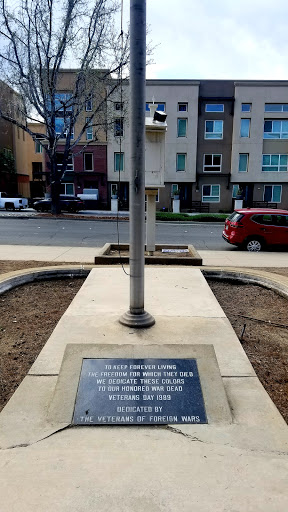 TO KEEP FOREVER LIVING
THE FREEDOM FOR WHICH THEY DIED
WE DEDICATE THESE COLORS
TO OUR HONORED WAR DEAD
VETERANS DAY 1989
DEDICATED BY
THE VETERANS OF FOREIGN WARS